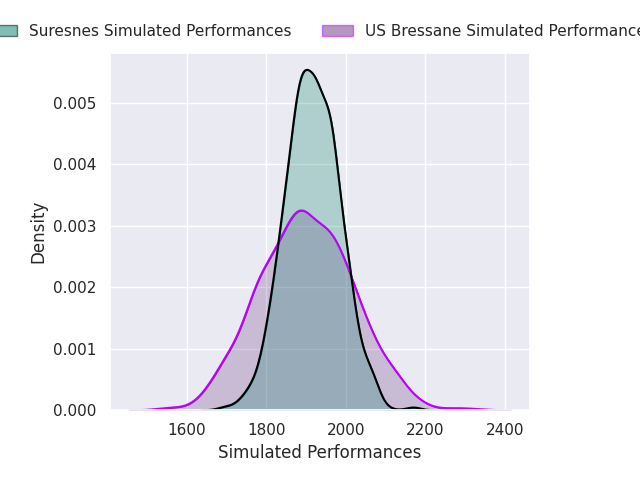 Suresnes Simulated Performances US Bressane Simulated Performance
0.005
0.004
0.003
0.002
0.001
0.000
Density
1600 1800 2000 2200 2400
Simulated Performances